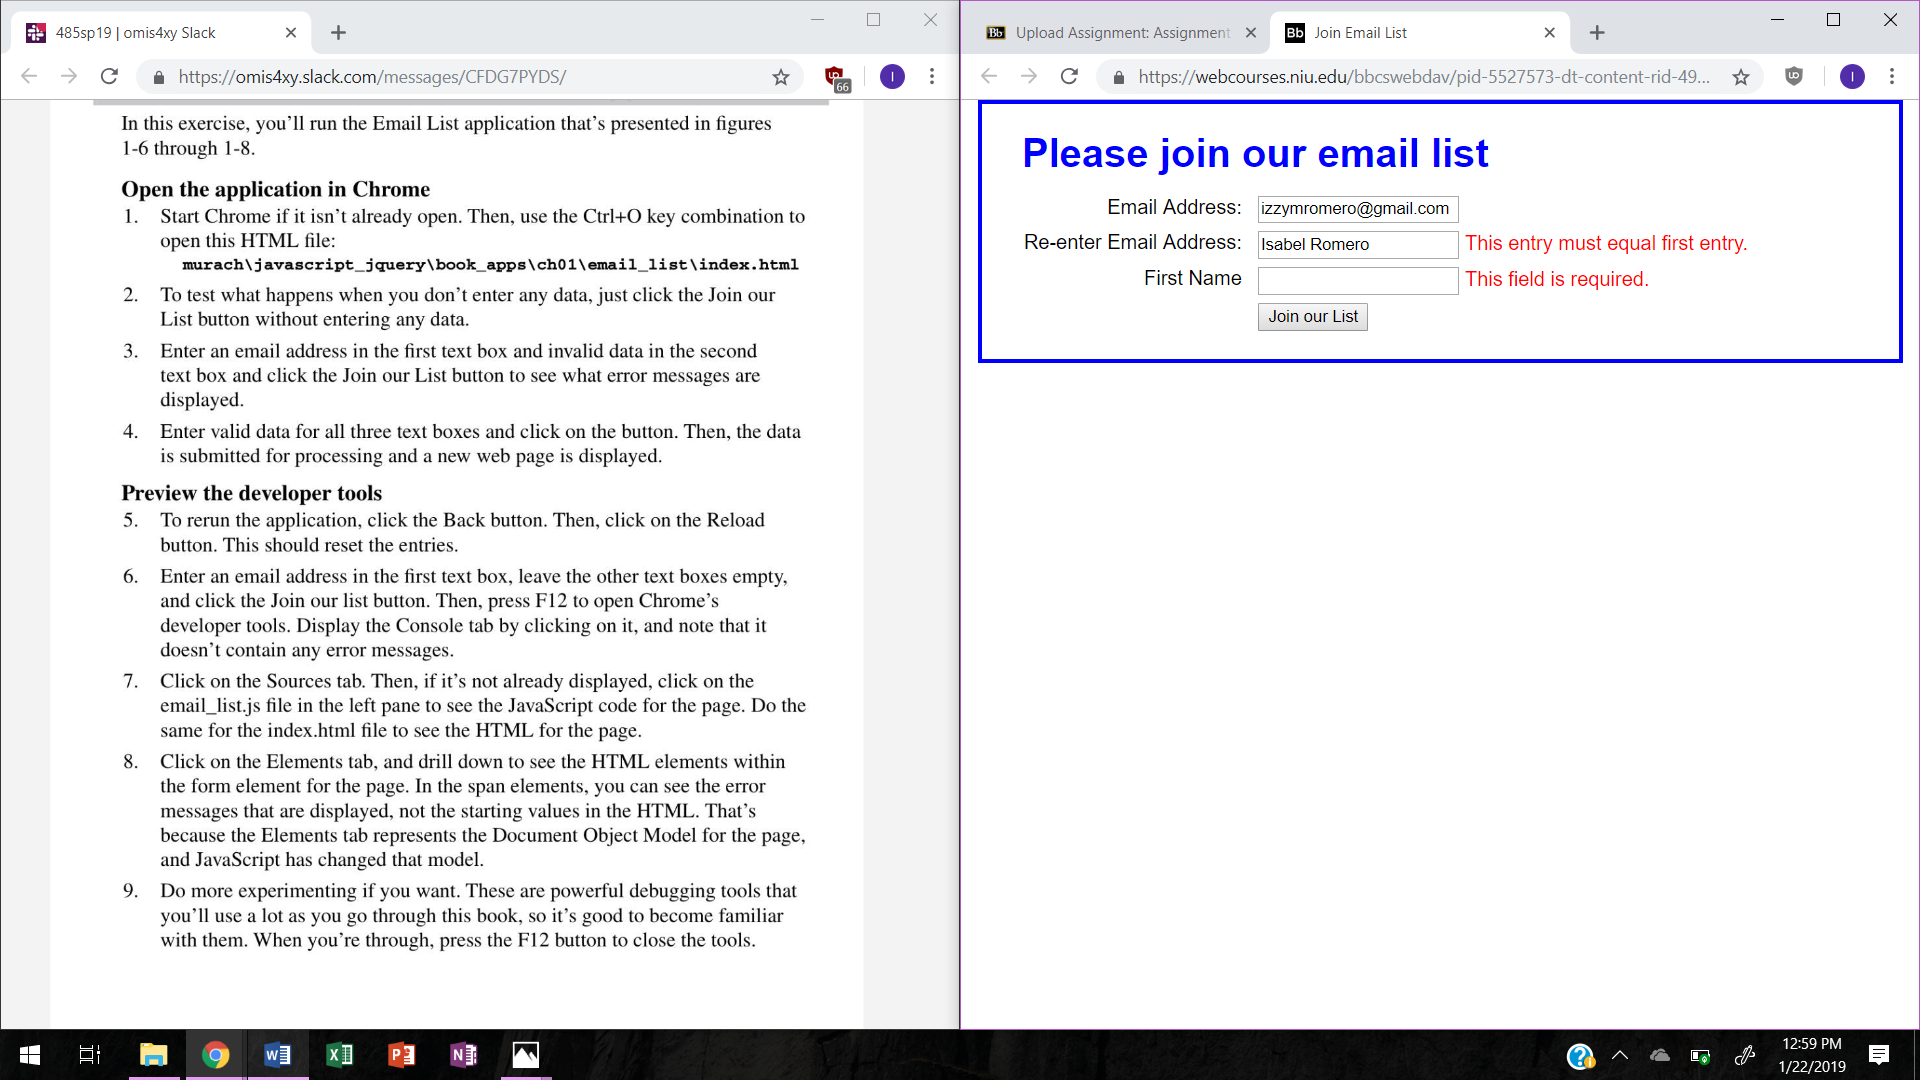 485sp19 | omis4xy Slack
https://omis4xy.slack.com/messages/CFDG7PYDS/
66
I
In this exercise, you’ll run the Email List application that’s presented in figures
1-6 through 1-8.
Open the application in Chrome
1. Start Chrome if it isn’t already open. Then, use the Ctrl+O key combination to
open this HTML file:
murach\javascript_jquery\book_apps\ch01\email_list\index.html
2. To test what happens when you don’t enter any data, just click the Join our
List button without entering any data.
3. Enter an email address in the first text box and invalid data in the second
text box and click the Join our List button to see what error messages are
displayed.
4. Enter valid data for all three text boxes and click on the button. Then, the data
is submitted for processing and a new web page is displayed.
Preview the developer tools
5. To rerun the application, click the Back button. Then, click on the Reload
button. This should reset the entries.
6. Enter an email address in the first text box, leave the other text boxes empty,
and click the Join our list button. Then, press F12 to open Chrome’s
developer tools. Display the Console tab by clicking on it, and note that it
doesn’t contain any error messages.
7. Click on the Sources tab. Then, if it’s not already displayed, click on the
email_list.js file in the left pane to see the JavaScript code for the page. Do the
same for the index.html file to see the HTML for the page.
8. Click on the Elements tab, and drill down to see the HTML elements within
the form element for the page. In the span elements, you can see the error
messages that are displayed, not the starting values in the HTML. That’s
because the Elements tab represents the Document Object Model for the page,
and JavaScript has changed that model.
9. Do more experimenting if you want. These are powerful debugging tools that
you’ll use a lot as you go through this book, so it’s good to become familiar
with them. When you’re through, press the F12 button to close the tools.
Bb Upload Assignment: Assignment
Bb Join Email List
https://webcourses.niu.edu/bbcswebdav/pid-5527573-dt-content-rid-49...
I
Please join our email list
Email Address: izzymromero@gmail.com
Re-enter Email Address: Isabel Romero This entry must equal first entry.
First Name This field is required.
Join our List
12:59 PM
1/22/2019